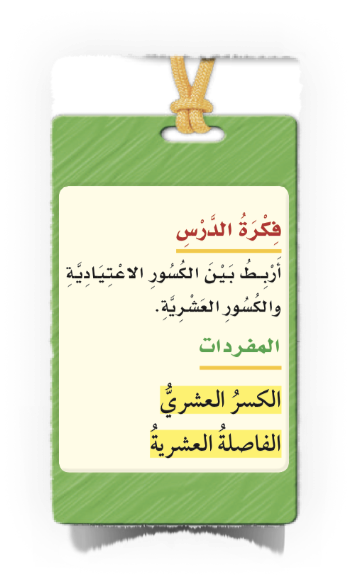 فِكْرَةُ الدَّرْسِ
أَرْبِطُ بَيْنَ الكُسُورِ الاعْتِيَادِيَّةِ
والكُسُورِ العَشْرِيَّةِ.
المفردات
الكسرُ العشريُّ
الفاصلةُ العشريةُ